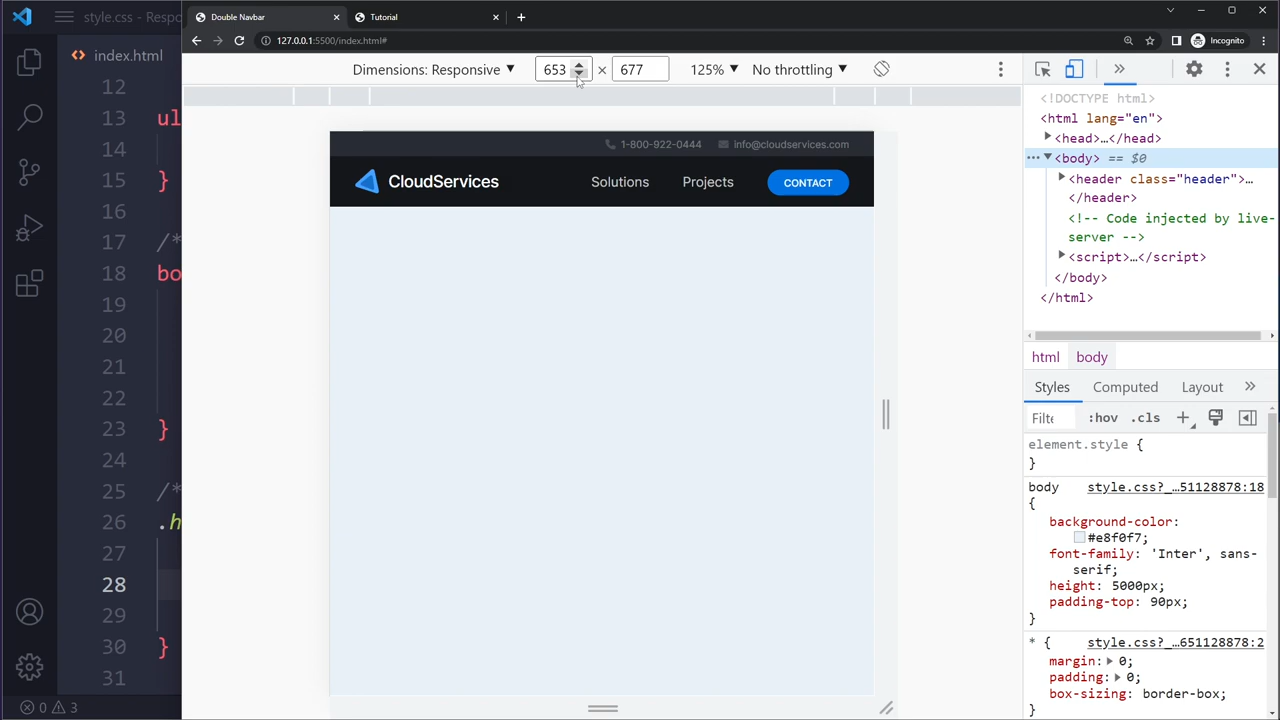 style.css - Respo
Double Navbar
Tutorial
127.0.0.1:5500/index.html#
Incognito
index.html
Dimensions: Responsive
653 × 677
125%
No throttling
12
13 ul
14
15 }
16
17 /*
18 bo
19
20
21
22
23 }
24
25 /*
26 .h
27
28
29
30 }
31
0 3
1-800-922-0444 info@cloudservices.com
CloudServices Solutions Projects CONTACT
<!DOCTYPE html>
<html lang="en">
<head>…</head>
<body> == $0
<header class="header">…
</header>
<!-- Code injected by live-
server -->
<script>…</script>
</body>
</html>
html body
Styles Computed Layout
:hov .cls
element.style {
}
body style.css?_…51128878:18
{
background-color:
#e8f0f7;
font-family: 'Inter', sans-
serif;
height: 5000px;
padding-top: 90px;
}
* { style.css?_…651128878:2
margin: 0;
padding: 0;
box-sizing: border-box;
}